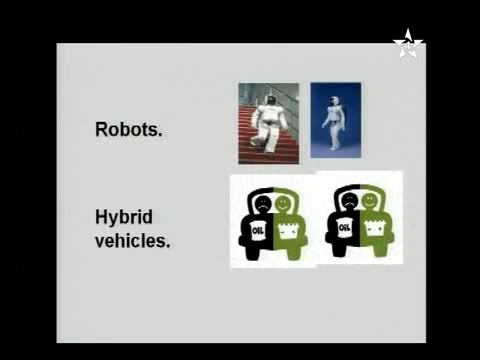 Robots.
Hybrid
vehicles.
OIL
OIL